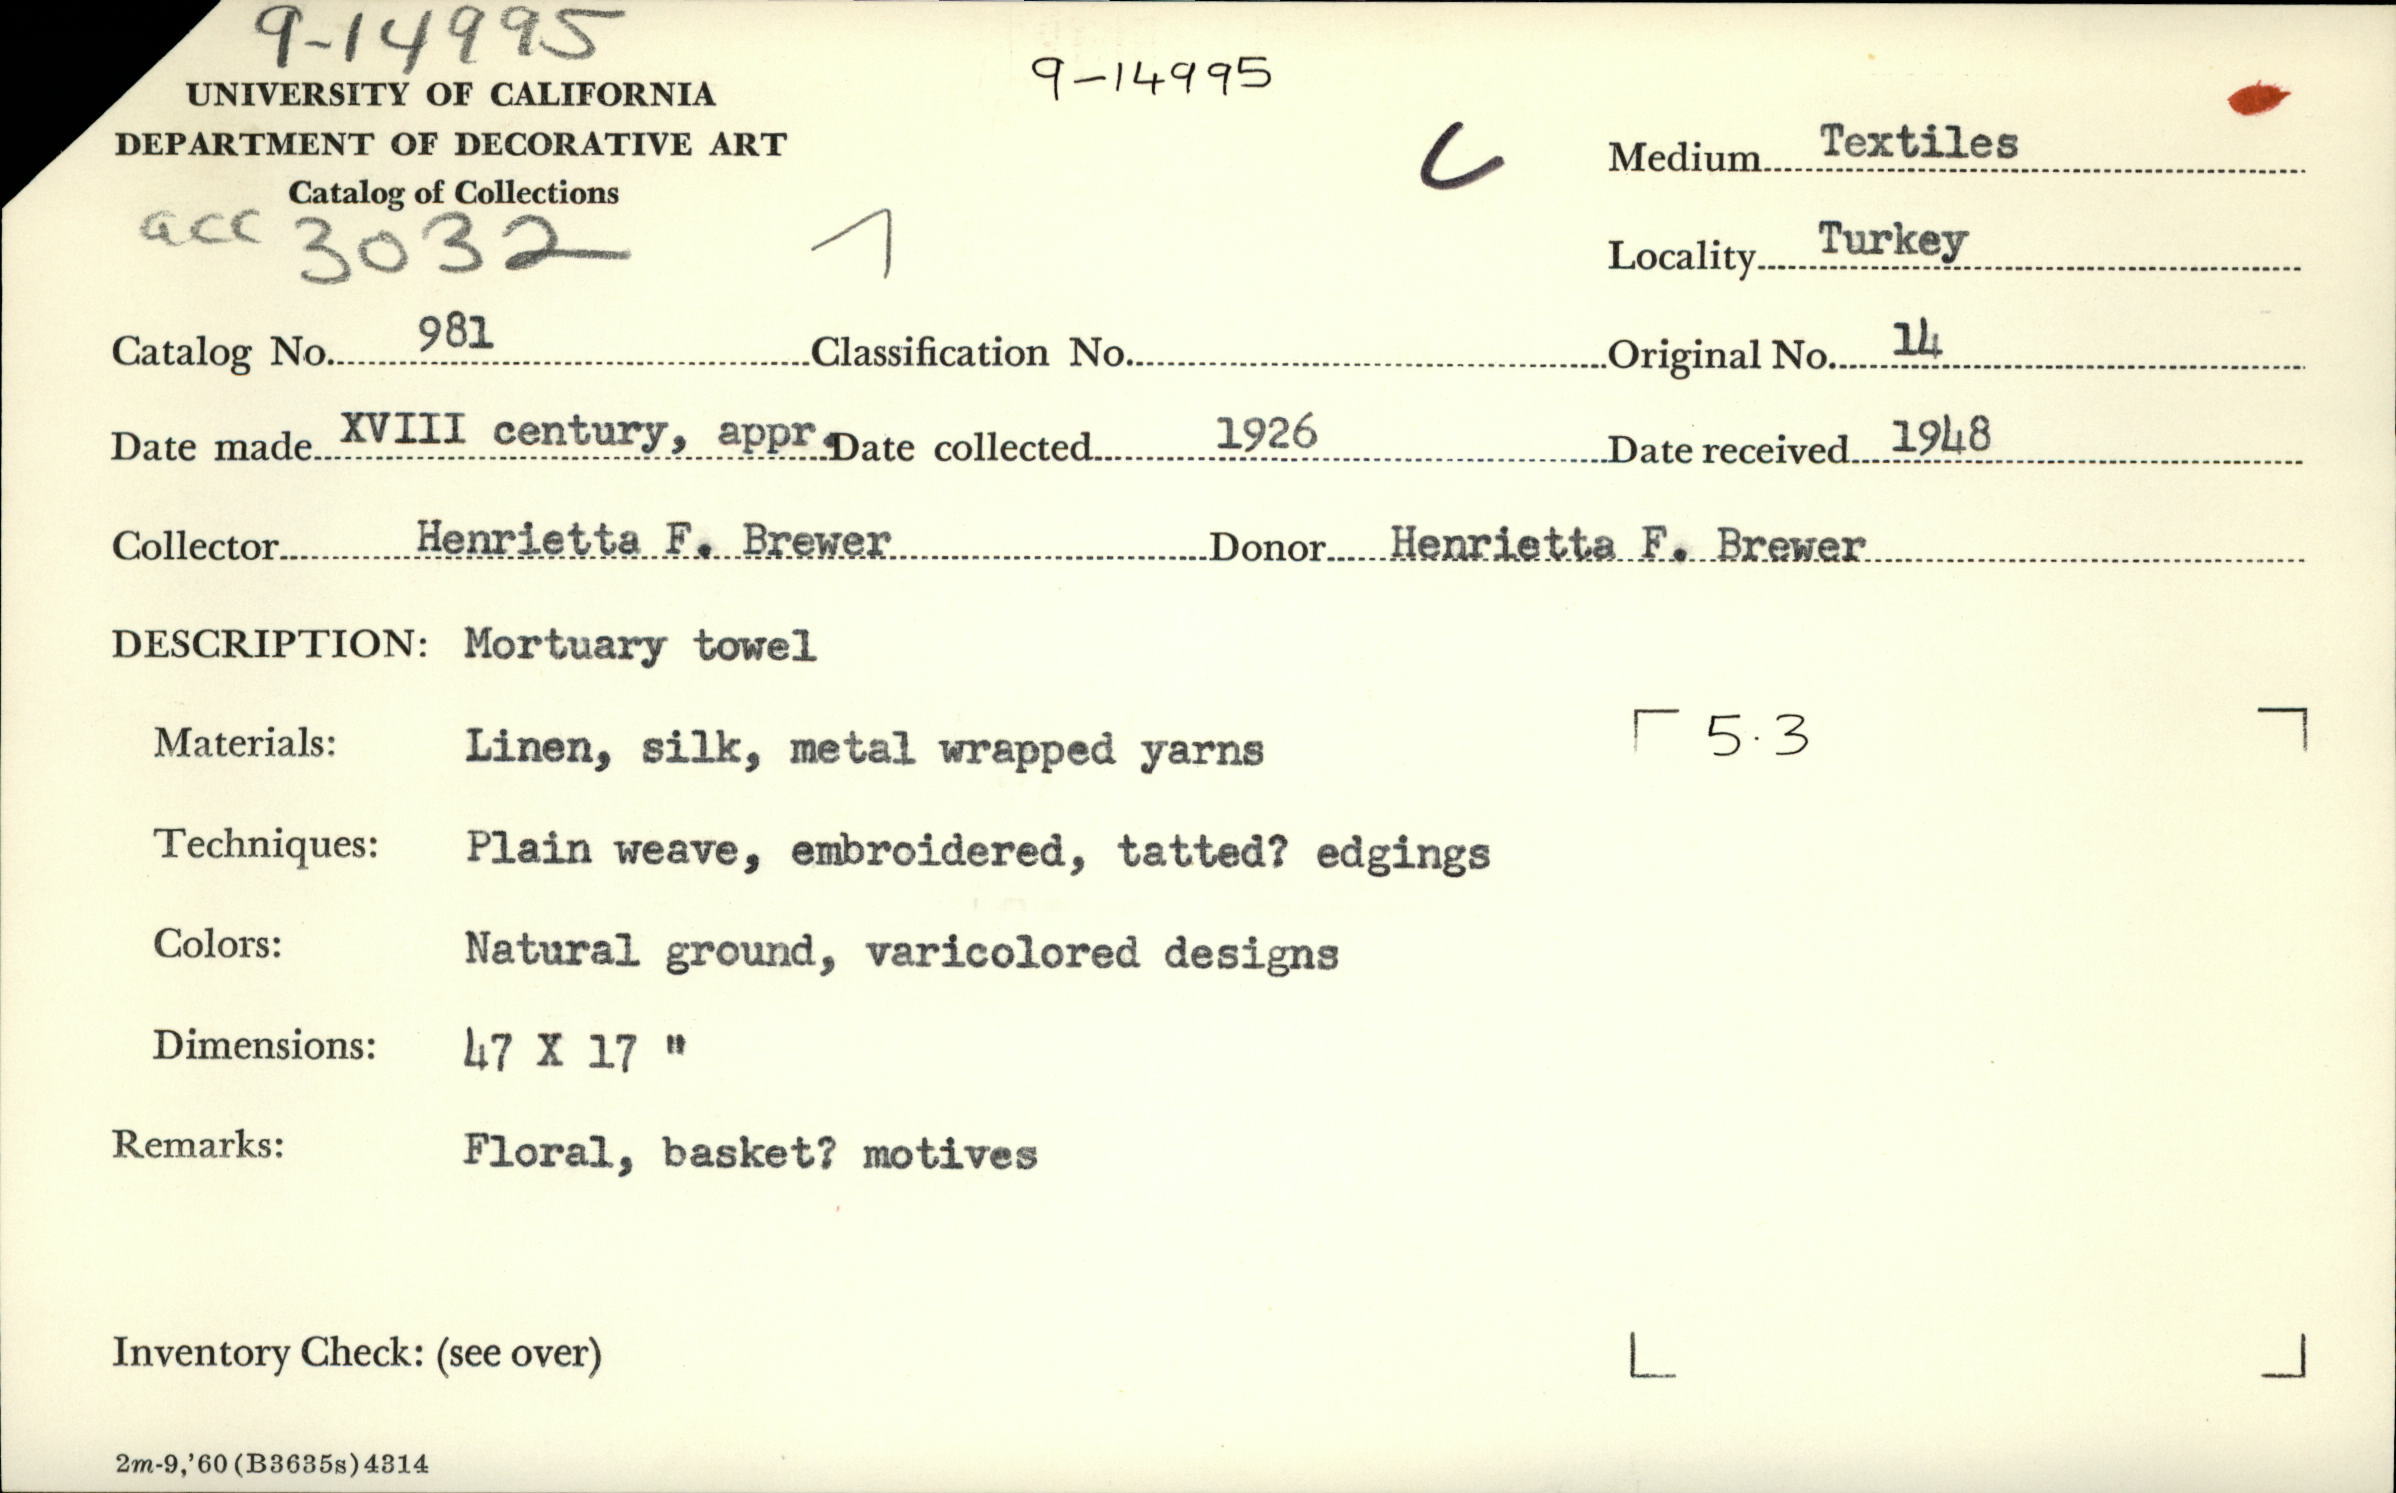 9-14995
UNIVERSITY OF CALIFORNIA
9-14995
DEPARTMENT OF DECORATIVE ART
C
Medium Textiles
Catalog of Collections
acc 3032
1
Locality Turkey
Catalog No. 981 Classification No. Original No. 14
Date made XVIII century, appr. Date collected 1926 Date received 1948
Collector Henrietta F. Brewer Donor Henrietta F. Brewer
DESCRIPTION: Mortuary towel
Materials: Linen, silk, metal wrapped yarns
5.3
Techniques: Plain weave, embroidered, tatted? edgings
Colors: Natural ground, varicolored designs
Dimensions: 47 X 17 "
Remarks: Floral, basket? motives
Inventory Check: (see over)
2m-9,'60(B3635s)4314